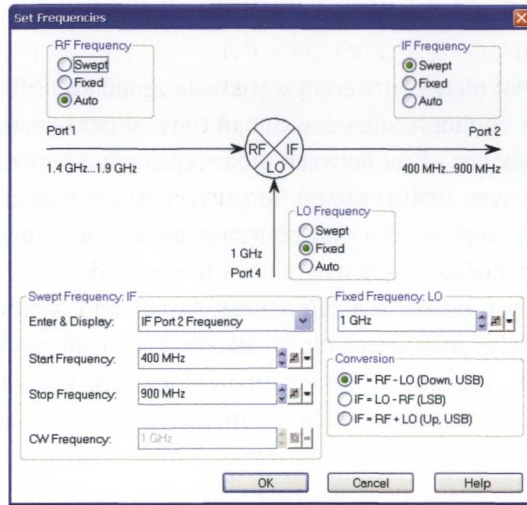 Set Frequencies
RF Frequency
Swept
Fixed
Auto
IF Frequency
Swept
Fixed
Auto
Port1
RF
IF
LO
Port 2
1.4 GHz...1.9 GHz
400 MHz...900 MHz
LO Frequency
Swept
Fixed
Auto
1 GHz
Port 4
Swept Frequency: IF
Enter & Display:
IF Port 2 Frequency
Start Frequency:
400 MHz
Stop Frequency:
900 MHz
CW Frequency:
1 GHz
Fixed Frequency: LO
1 GHz
Conversion
IF = RF - LO (Down, USB)
IF = LO - RF (LSB)
IF = RF + LO (Up, USB)
OK
Cancel
Help